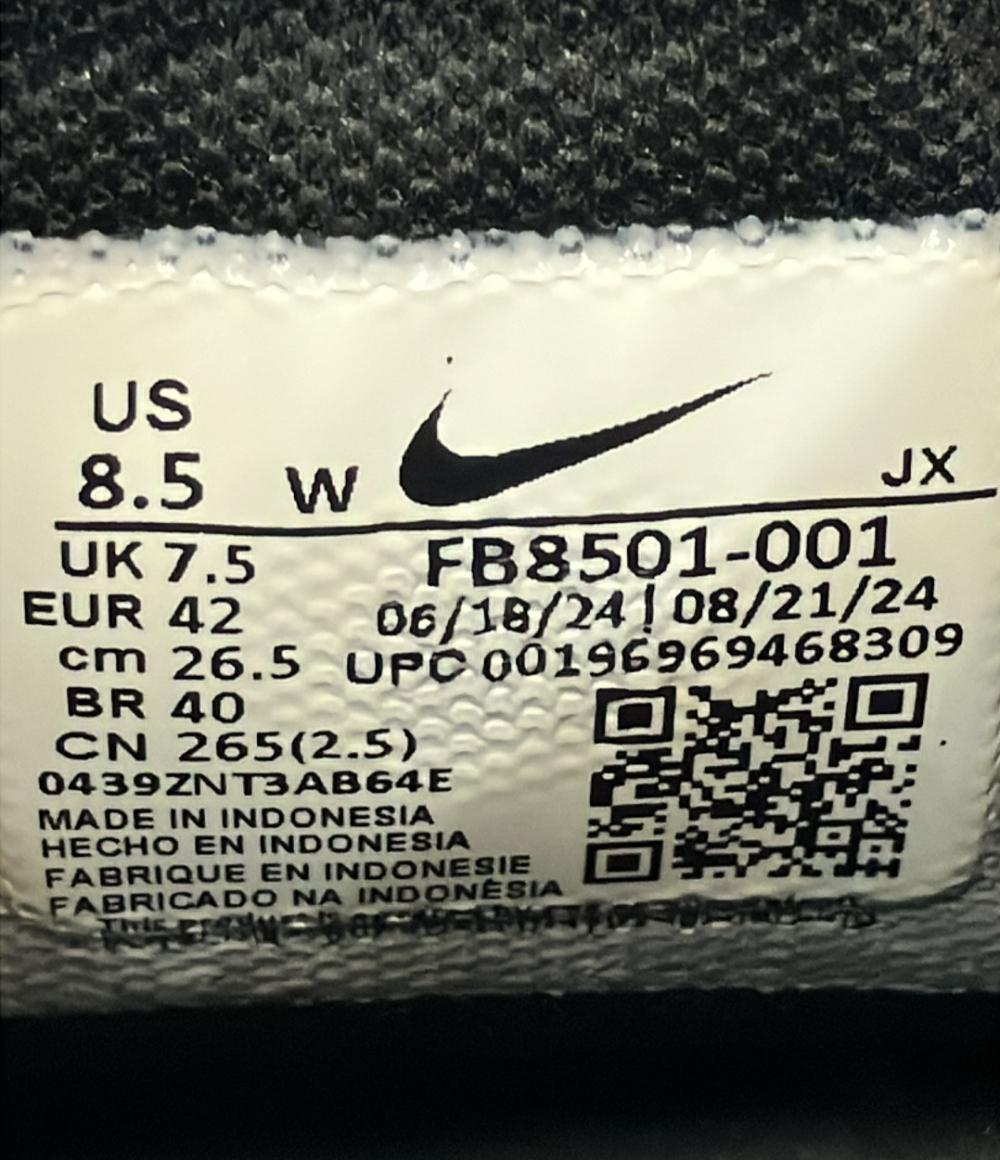 US
8.5 W JX
UK 7.5 FB8501-001
EUR 42 06/18/24 | 08/21/24
cm 26.5 UPC 00196969468309
BR 40
CN 265(2.5)
0439ZNT3AB64E
MADE IN INDONESIA
HECHO EN INDONESIA
FABRIQUE EN INDONESIE
FABRICADO NA INDONÉSIA
This